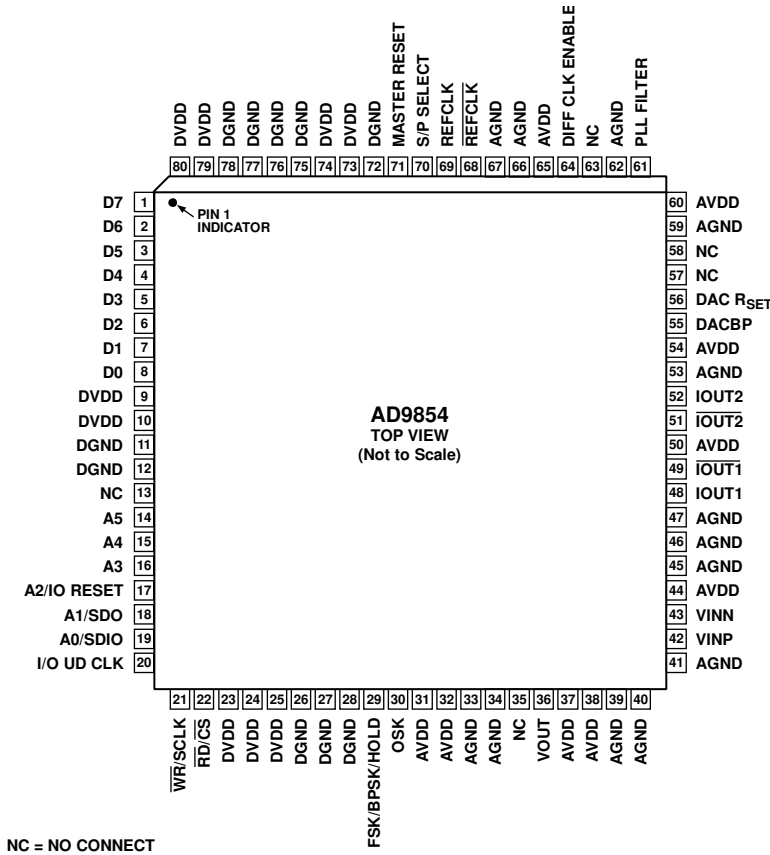 80 DVDD
79 DVDD
78 DGND
77 DGND
76 DGND
75 DGND
74 DVDD
73 DVDD
72 DGND
71 MASTER RESET
70 S/P SELECT
69 REFCLK
68 R̅E̅F̅C̅L̅K̅
67 AGND
66 AGND
65 AVDD
64 DIFF CLK ENABLE
63 NC
62 AGND
61 PLL FILTER
D7 1
D6 2
D5 3
D4 4
D3 5
D2 6
D1 7
D0 8
DVDD 9
DVDD 10
DGND 11
DGND 12
NC 13
A5 14
A4 15
A3 16
A2/IO RESET 17
A1/SDO 18
A0/SDIO 19
I/O UD CLK 20
PIN 1
INDICATOR
AD9854
TOP VIEW
(Not to Scale)
60 AVDD
59 AGND
58 NC
57 NC
56 DAC RSET
55 DACBP
54 AVDD
53 AGND
52 IOUT2
51 I̅O̅U̅T̅2̅
50 AVDD
49 I̅O̅U̅T̅1̅
48 IOUT1
47 AGND
46 AGND
45 AGND
44 AVDD
43 VINN
42 VINP
41 AGND
21 W̅R̅/SCLK
22 R̅D̅/C̅S̅
23 DVDD
24 DVDD
25 DVDD
26 DGND
27 DGND
28 DGND
29 FSK/BPSK/HOLD
30 OSK
31 AVDD
32 AVDD
33 AGND
34 AGND
35 NC
36 VOUT
37 AVDD
38 AVDD
39 AGND
40 AGND
NC = NO CONNECT